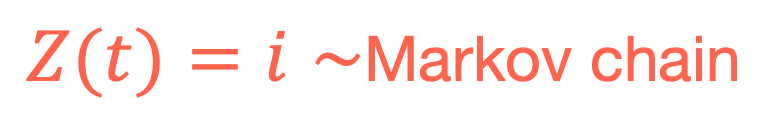 Z(t) = i ~Markov chain